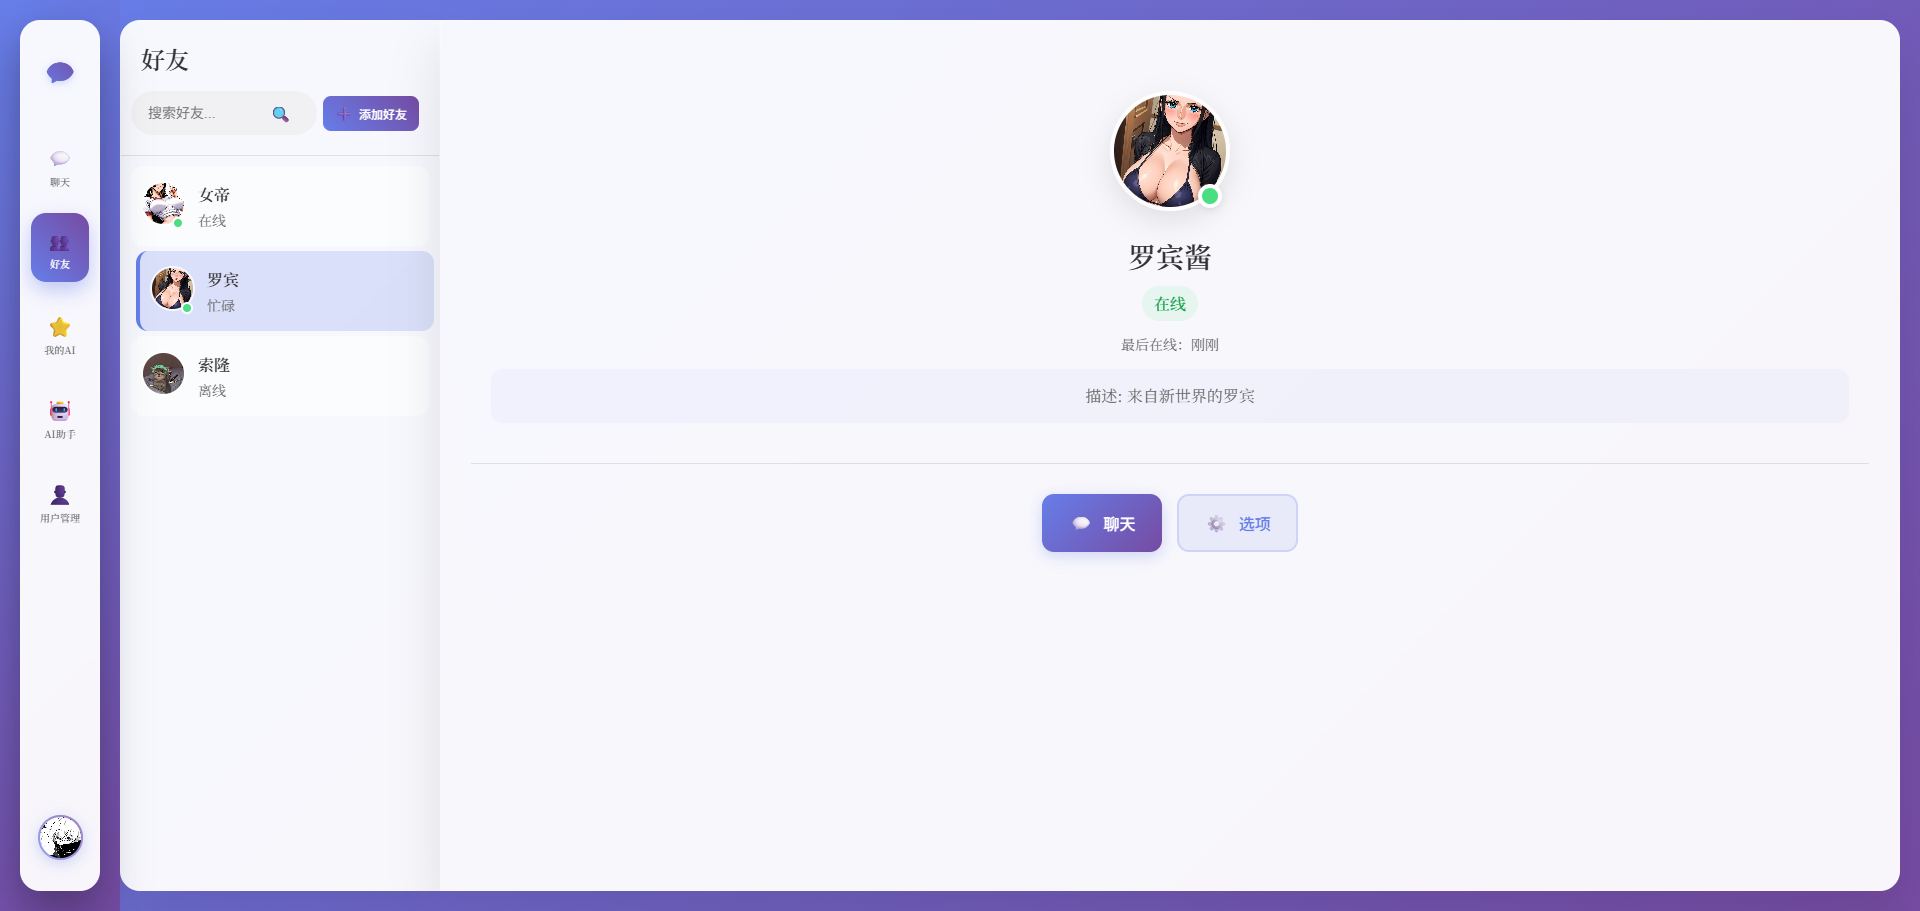 聊天
好友
我的AI
AI助手
用户管理
好友
搜索好友...
添加好友
女帝
在线
罗宾
忙碌
索隆
离线
罗宾酱
在线
最后在线：刚刚
描述: 来自新世界的罗宾
聊天
选项